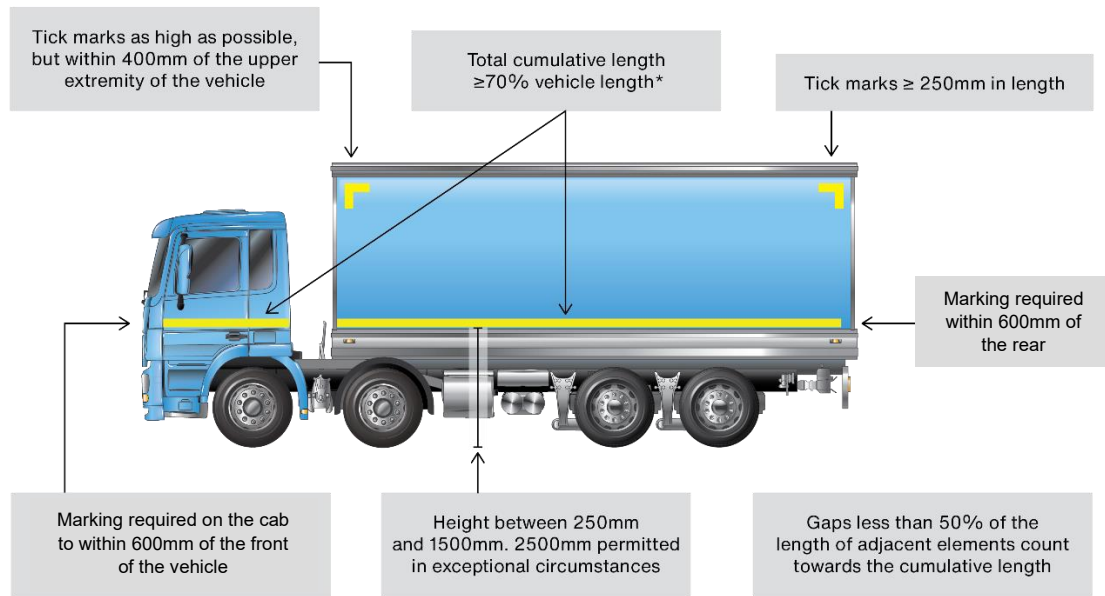 Tick marks as high as possible,
but within 400mm of the upper
extremity of the vehicle
Total cumulative length
≥70% vehicle length*
Tick marks ≥ 250mm in length
Marking required
within 600mm of
the rear
Marking required on the cab
to within 600mm of the front
of the vehicle
Height between 250mm
and 1500mm. 2500mm permitted
in exceptional circumstances
Gaps less than 50% of the
length of adjacent elements count
towards the cumulative length